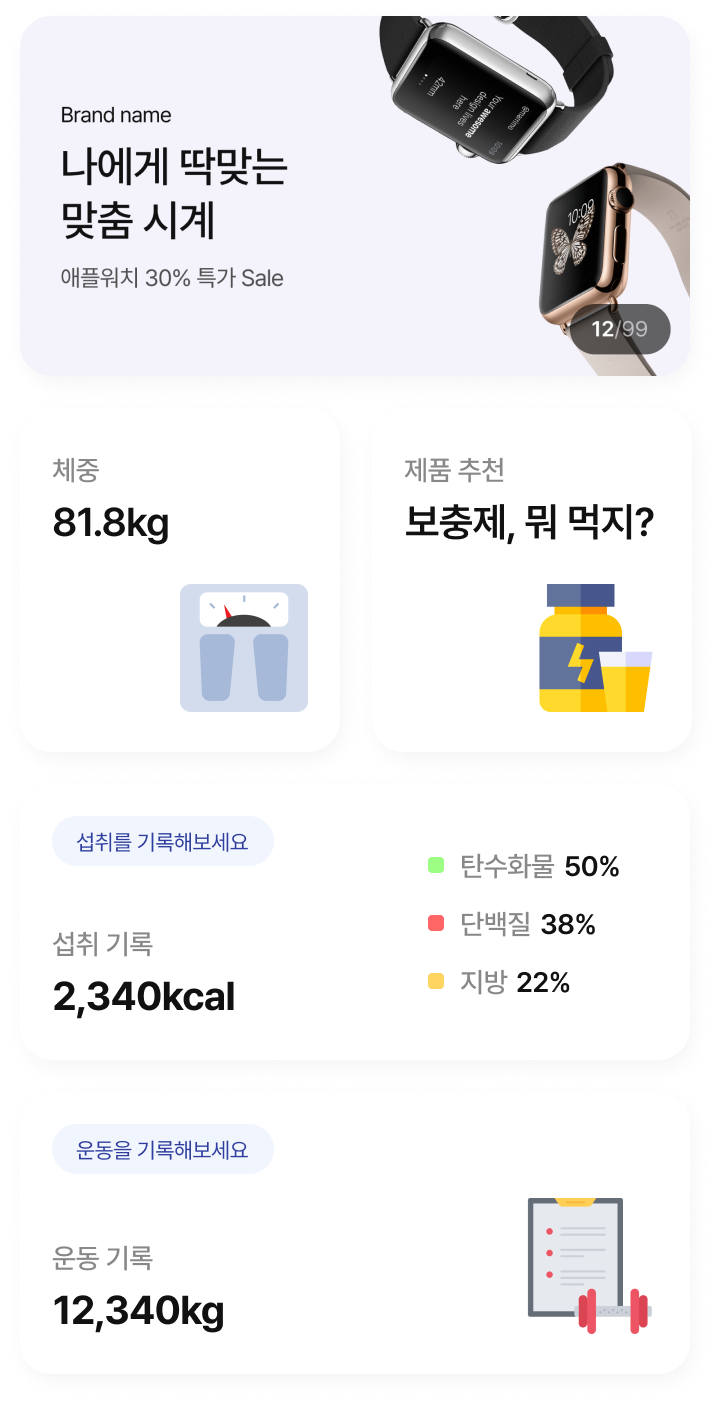 Brand name
나에게 딱맞는
맞춤 시계
애플워치 30% 특가 Sale
42mm
Your awesome
design lives
here
10:09
10:09
12/99
체중
81.8kg
제품 추천
보충제, 뭐 먹지?
섭취를 기록해보세요
섭취 기록
2,340kcal
탄수화물 50%
단백질 38%
지방 22%
운동을 기록해보세요
운동 기록
12,340kg